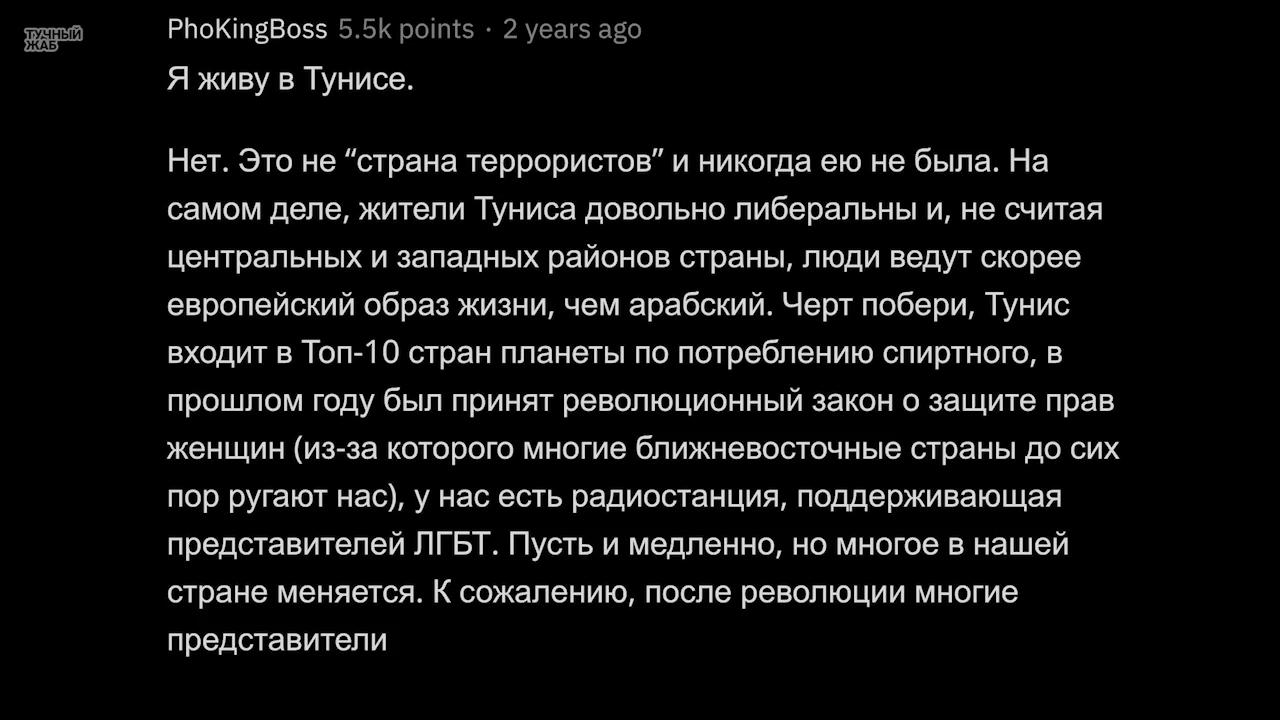 ТУЧНЫЙ
ЖАБ
PhoKingBoss 5.5k points · 2 years ago
Я живу в Тунисе.
Нет. Это не “страна террористов” и никогда ею не была. На
самом деле, жители Туниса довольно либеральны и, не считая
центральных и западных районов страны, люди ведут скорее
европейский образ жизни, чем арабский. Черт побери, Тунис
входит в Топ-10 стран планеты по потреблению спиртного, в
прошлом году был принят революционный закон о защите прав
женщин (из-за которого многие ближневосточные страны до сих
пор ругают нас), у нас есть радиостанция, поддерживающая
представителей ЛГБТ. Пусть и медленно, но многое в нашей
стране меняется. К сожалению, после революции многие
представители